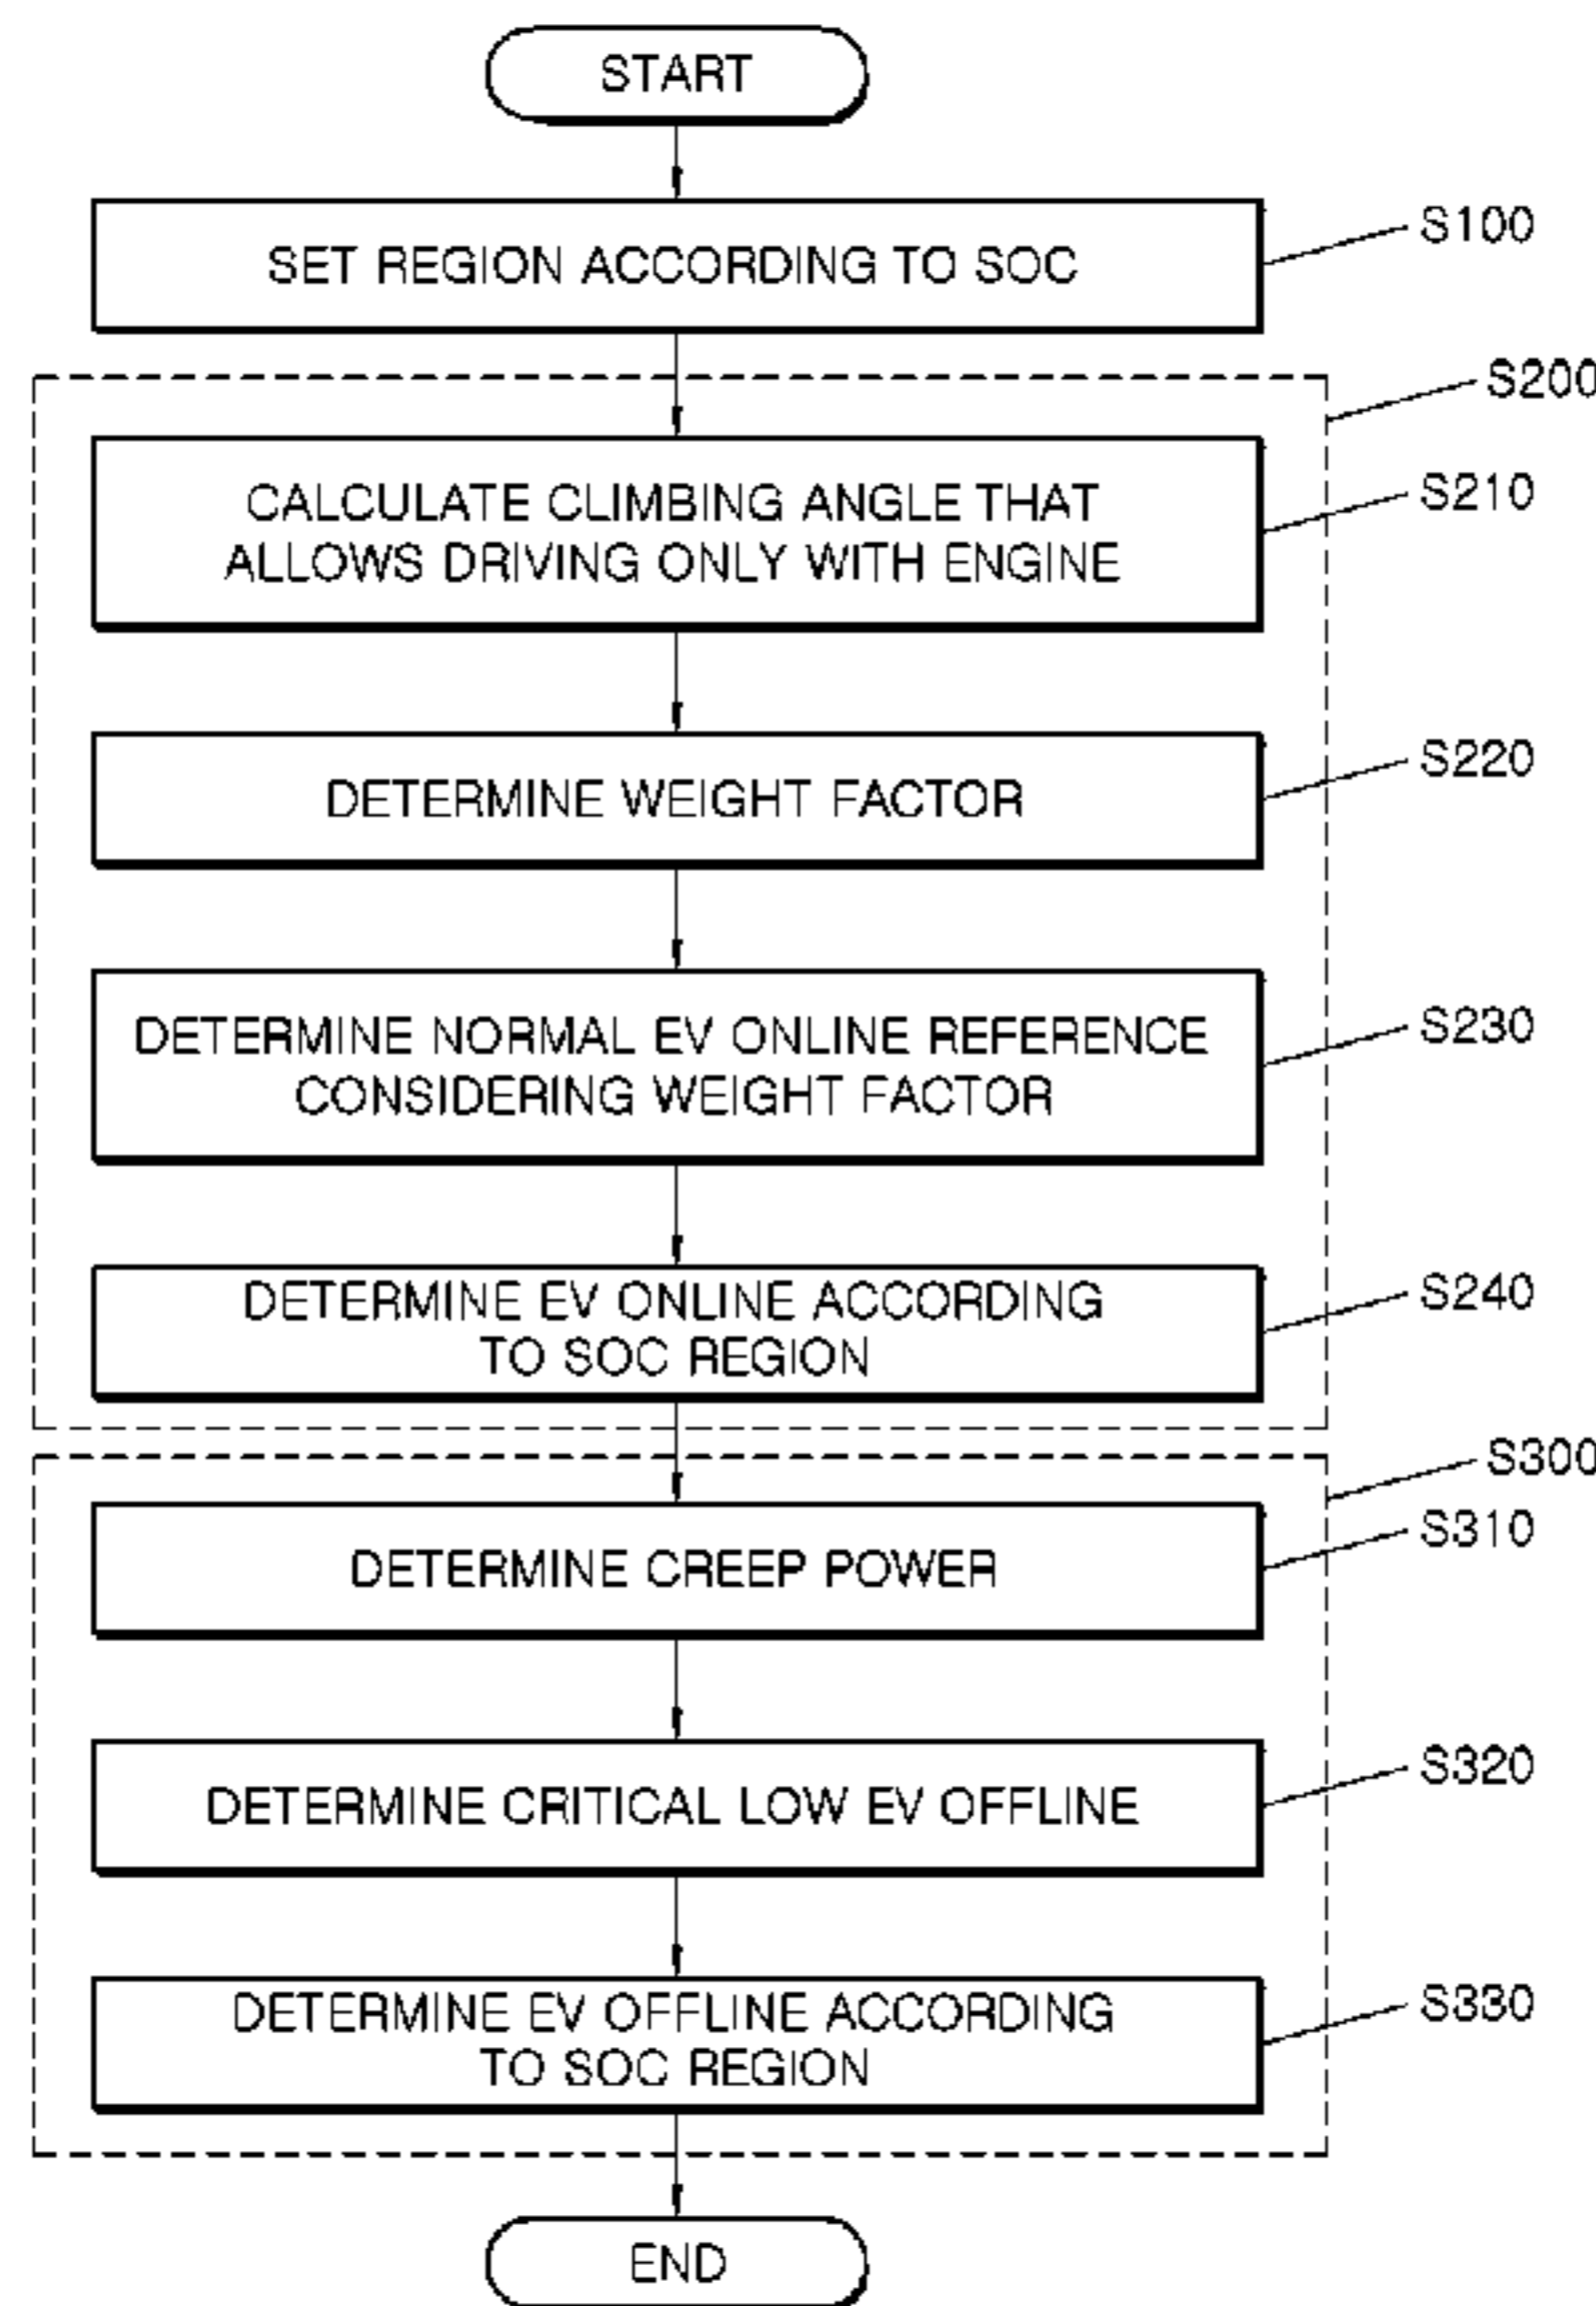 START
SET REGION ACCORDING TO SOC
S100
S200
CALCULATE CLIMBING ANGLE THAT
ALLOWS DRIVING ONLY WITH ENGINE
S210
DETERMINE WEIGHT FACTOR
S220
DETERMINE NORMAL EV ONLINE REFERENCE
CONSIDERING WEIGHT FACTOR
S230
DETERMINE EV ONLINE ACCORDING
TO SOC REGION
S240
S300
DETERMINE CREEP POWER
S310
DETERMINE CRITICAL LOW EV OFFLINE
S320
DETERMINE EV OFFLINE ACCORDING
TO SOC REGION
S330
END